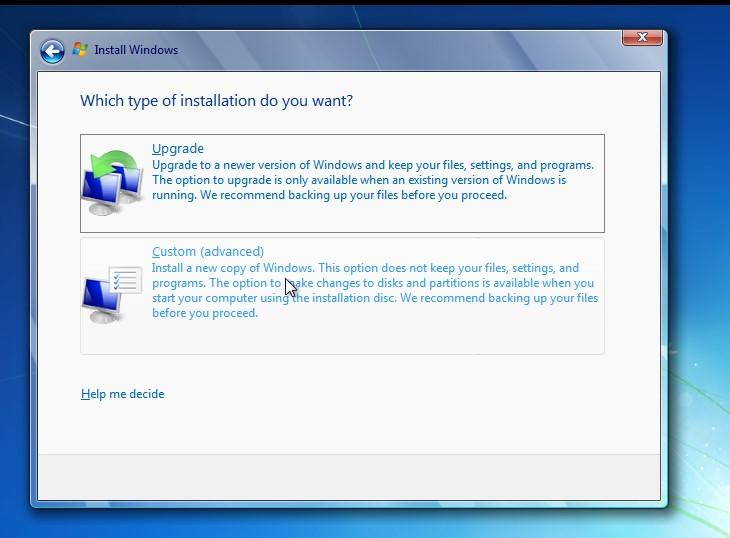 Install Windows
Which type of installation do you want?
Upgrade
Upgrade to a newer version of Windows and keep your files, settings, and programs.
The option to upgrade is only available when an existing version of Windows is
running. We recommend backing up your files before you proceed.
Custom (advanced)
Install a new copy of Windows. This option does not keep your files, settings, and
programs. The option to make changes to disks and partitions is available when you
start your computer using the installation disc. We recommend backing up your files
before you proceed.
Help me decide